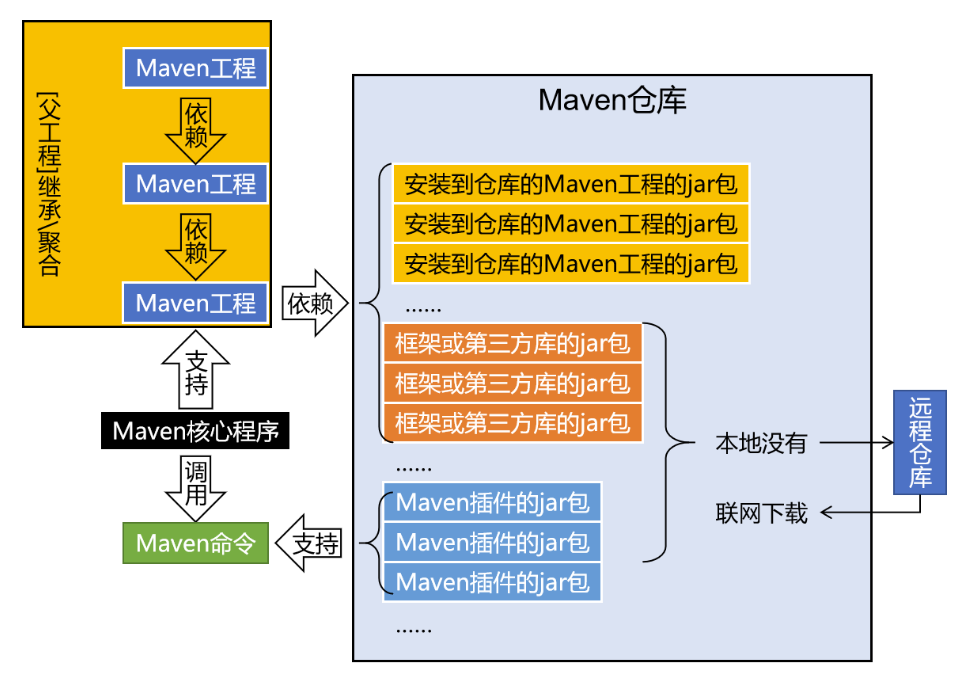 [父工程]继承\聚合
Maven工程
依赖
Maven工程
依赖
Maven工程
支持
Maven核心程序
调用
Maven命令
依赖
支持
Maven仓库
安装到仓库的Maven工程的jar包
安装到仓库的Maven工程的jar包
安装到仓库的Maven工程的jar包
......
框架或第三方库的jar包
框架或第三方库的jar包
框架或第三方库的jar包
......
Maven插件的jar包
Maven插件的jar包
Maven插件的jar包
......
本地没有
联网下载
远程仓库